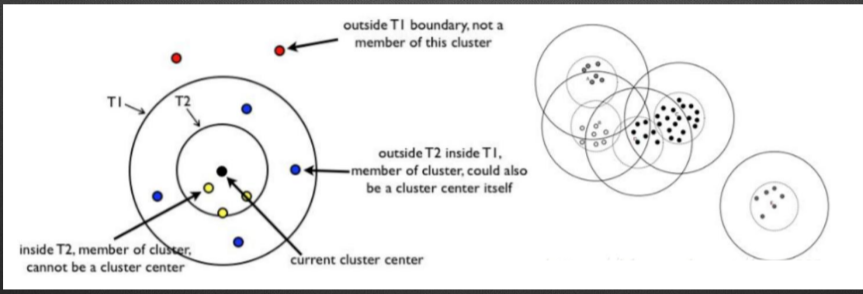 outside T1 boundary, not a
member of this cluster
T1
T2
outside T2 inside T1,
member of cluster, could also
be a cluster center itself
inside T2, member of cluster,
cannot be a cluster center
current cluster center